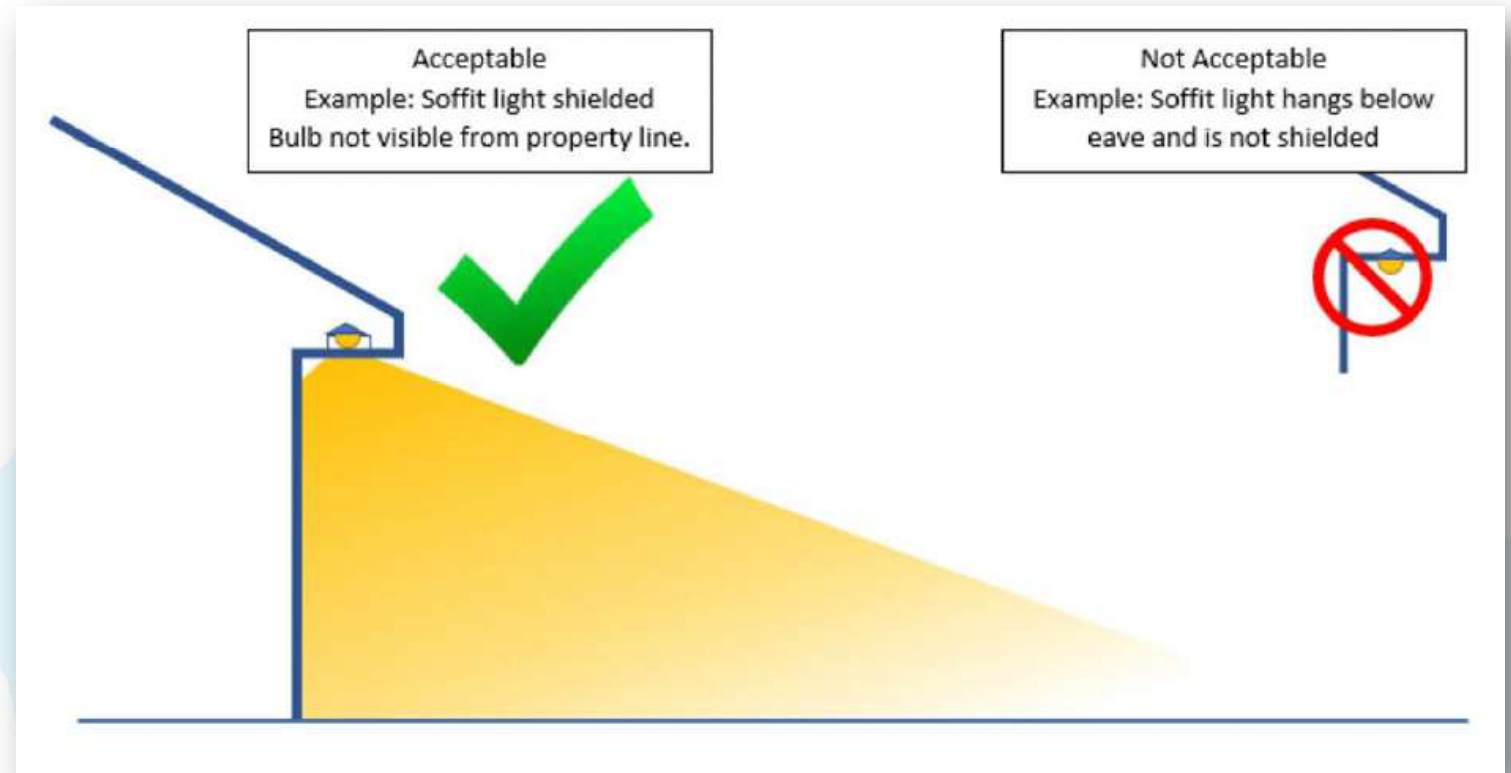 Acceptable
Example: Soffit light shielded
Bulb not visible from property line.
Not Acceptable
Example: Soffit light hangs below
eave and is not shielded